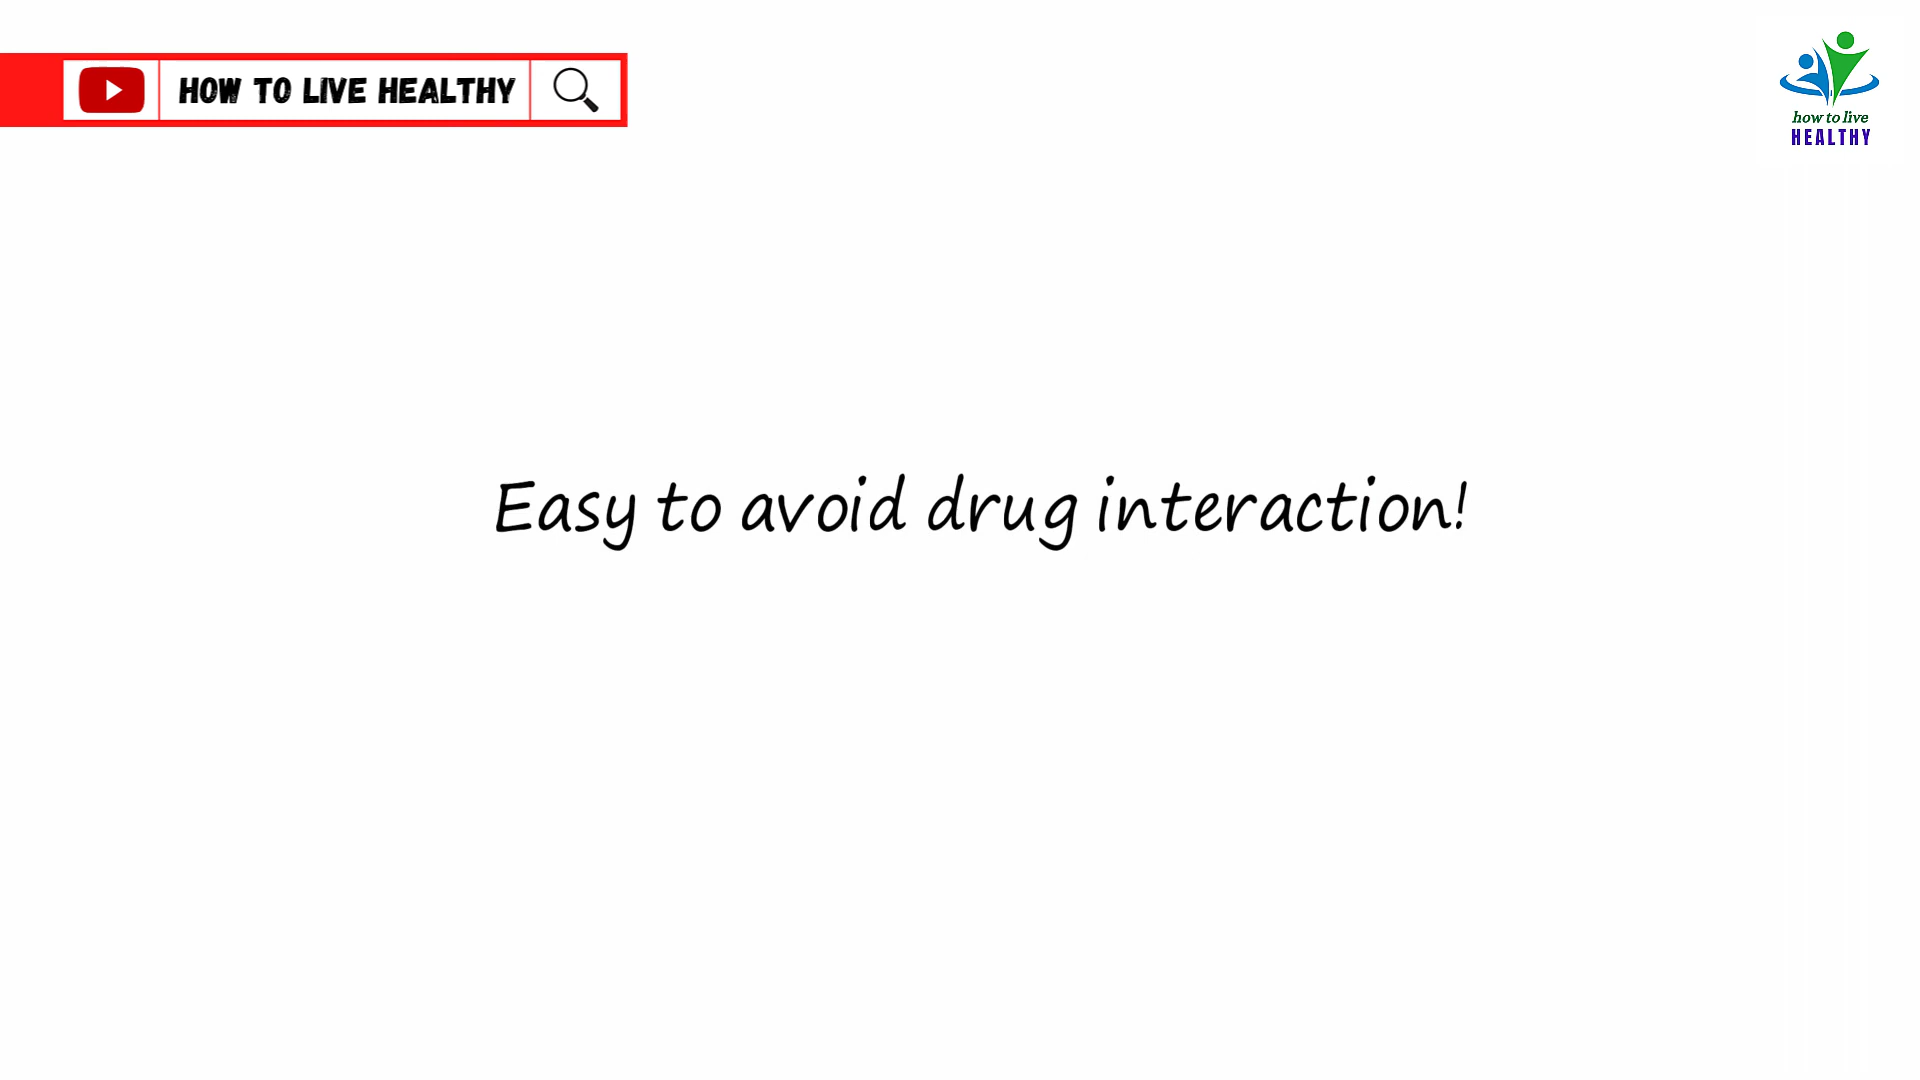 HOW TO LIVE HEALTHY
how to live
HEALTHY
Easy to avoid drug interaction!